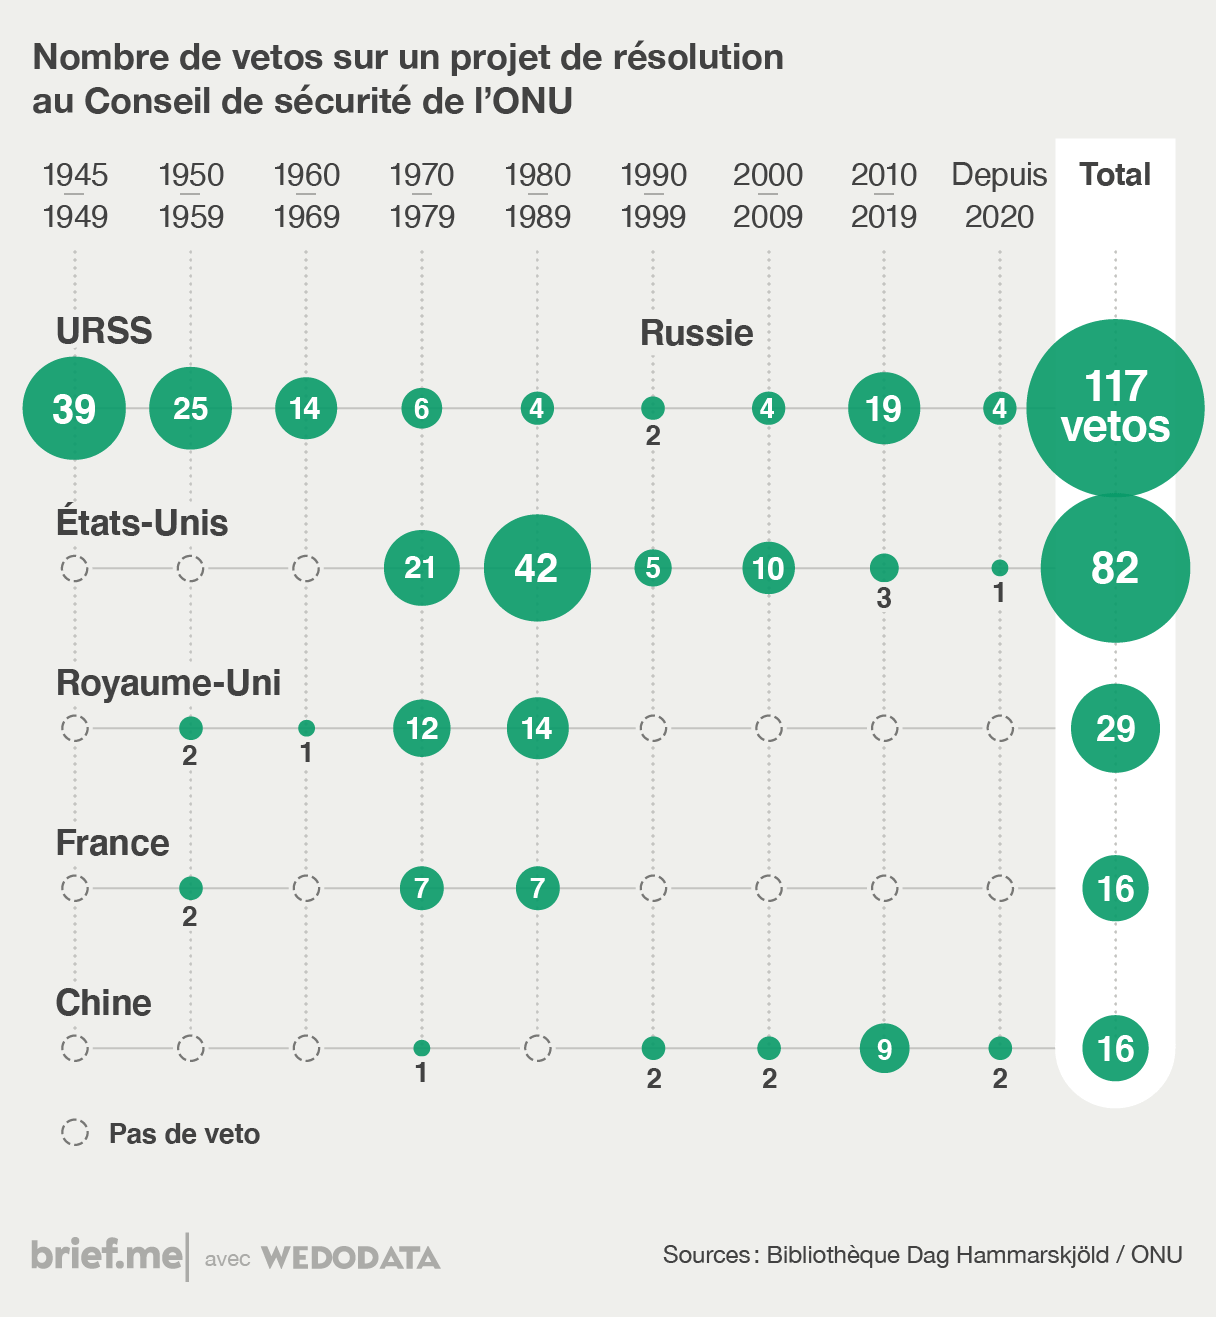 Nombre de vetos sur un projet de résolution
au Conseil de sécurité de l'ONU
1945 1950 1960 1970 1980 1990 2000 2010 Depuis Total
1949 1959 1969 1979 1989 1999 2009 2019 2020
URSS Russie
39 25 14 6 4 2 4 19 4 117 vetos
États-Unis
21 42 5 10 3 1 82
Royaume-Uni
2 1 12 14 29
France
2 7 7 16
Chine
1 2 2 9 2 16
Pas de veto
brief.me avec WEDODATA
Sources : Bibliothèque Dag Hammarskjöld / ONU